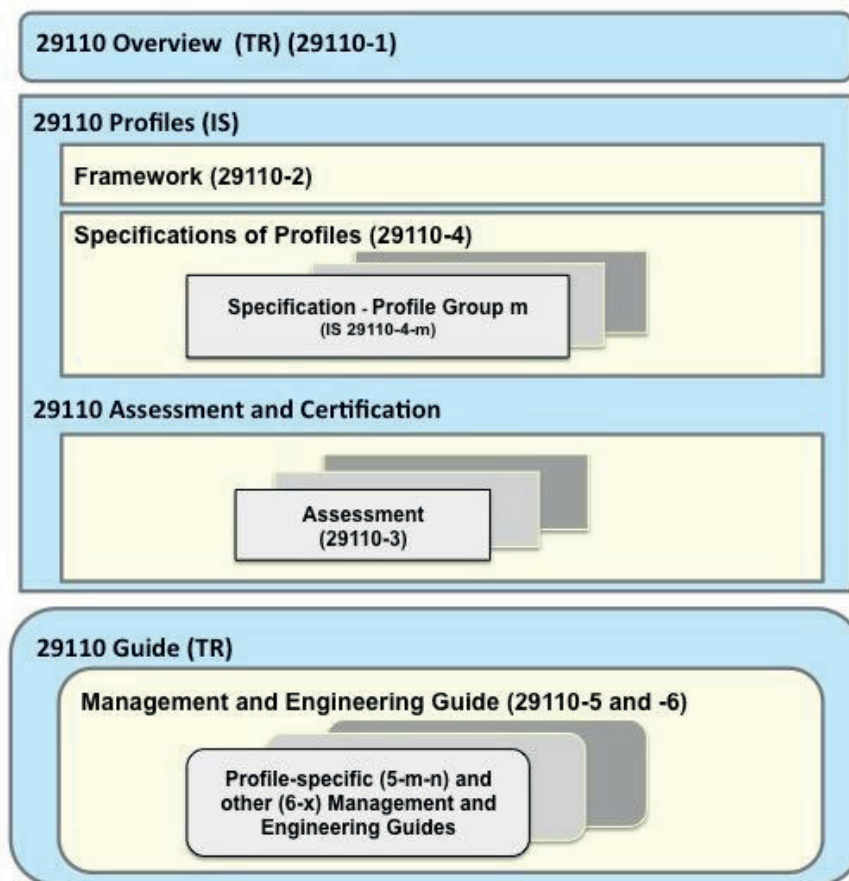 29110 Overview (TR) (29110-1)
29110 Profiles (IS)
Framework (29110-2)
Specifications of Profiles (29110-4)
Specification - Profile Group m
(IS 29110-4-m)
29110 Assessment and Certification
Assessment
(29110-3)
29110 Guide (TR)
Management and Engineering Guide (29110-5 and -6)
Profile-specific (5-m-n) and
other (6-x) Management and
Engineering Guides